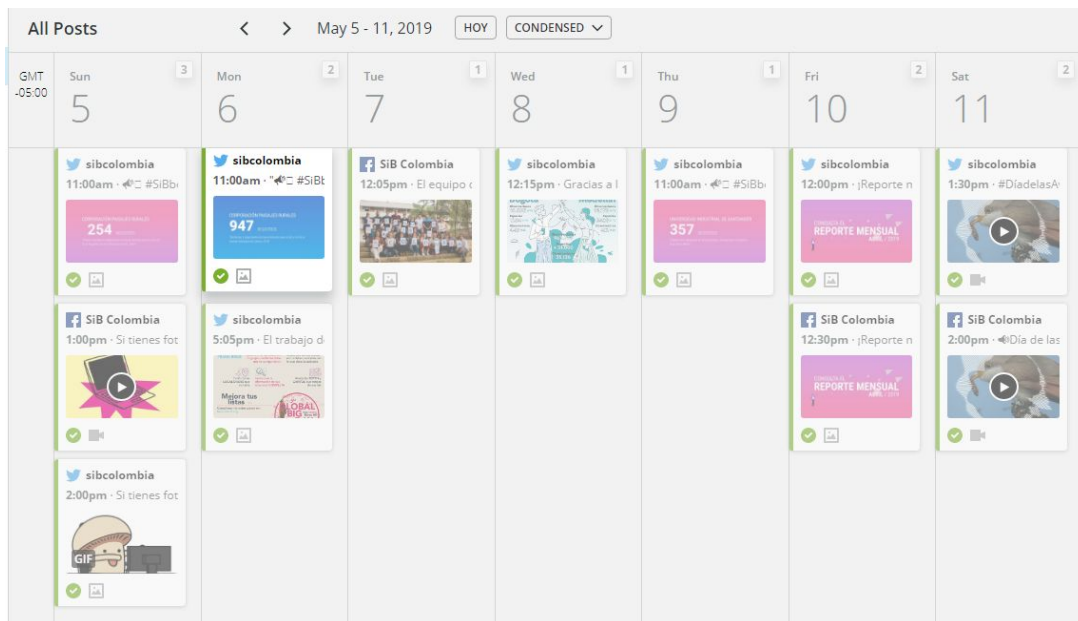 All Posts
May 5 - 11, 2019
HOY
CONDENSED
GMT
-05:00
Sun
3
5
Mon
2
6
Tue
1
7
Wed
1
8
Thu
1
9
Fri
2
10
Sat
2
11
sibcolombia
11:00am · #SiBb
254
SiB Colombia
1:00pm · Si tienes fot
sibcolombia
2:00pm · Si tienes fot
GIF
sibcolombia
11:00am · "#SiBb
CORPORACIÓN PAISAJES RURALES
947
sibcolombia
5:05pm · El trabajo d
Mejora tus
listas
GLOBAL
BIG
SiB Colombia
12:05pm · El equipo
sibcolombia
12:15pm · Gracias a l
sibcolombia
11:00am · #SiBb
357
sibcolombia
12:00pm · ¡Reporte n
REPORTE MENSUAL
SiB Colombia
12:30pm · ¡Reporte n
REPORTE MENSUAL
sibcolombia
1:30pm · #DíadelasA
SiB Colombia
2:00pm · Día de las